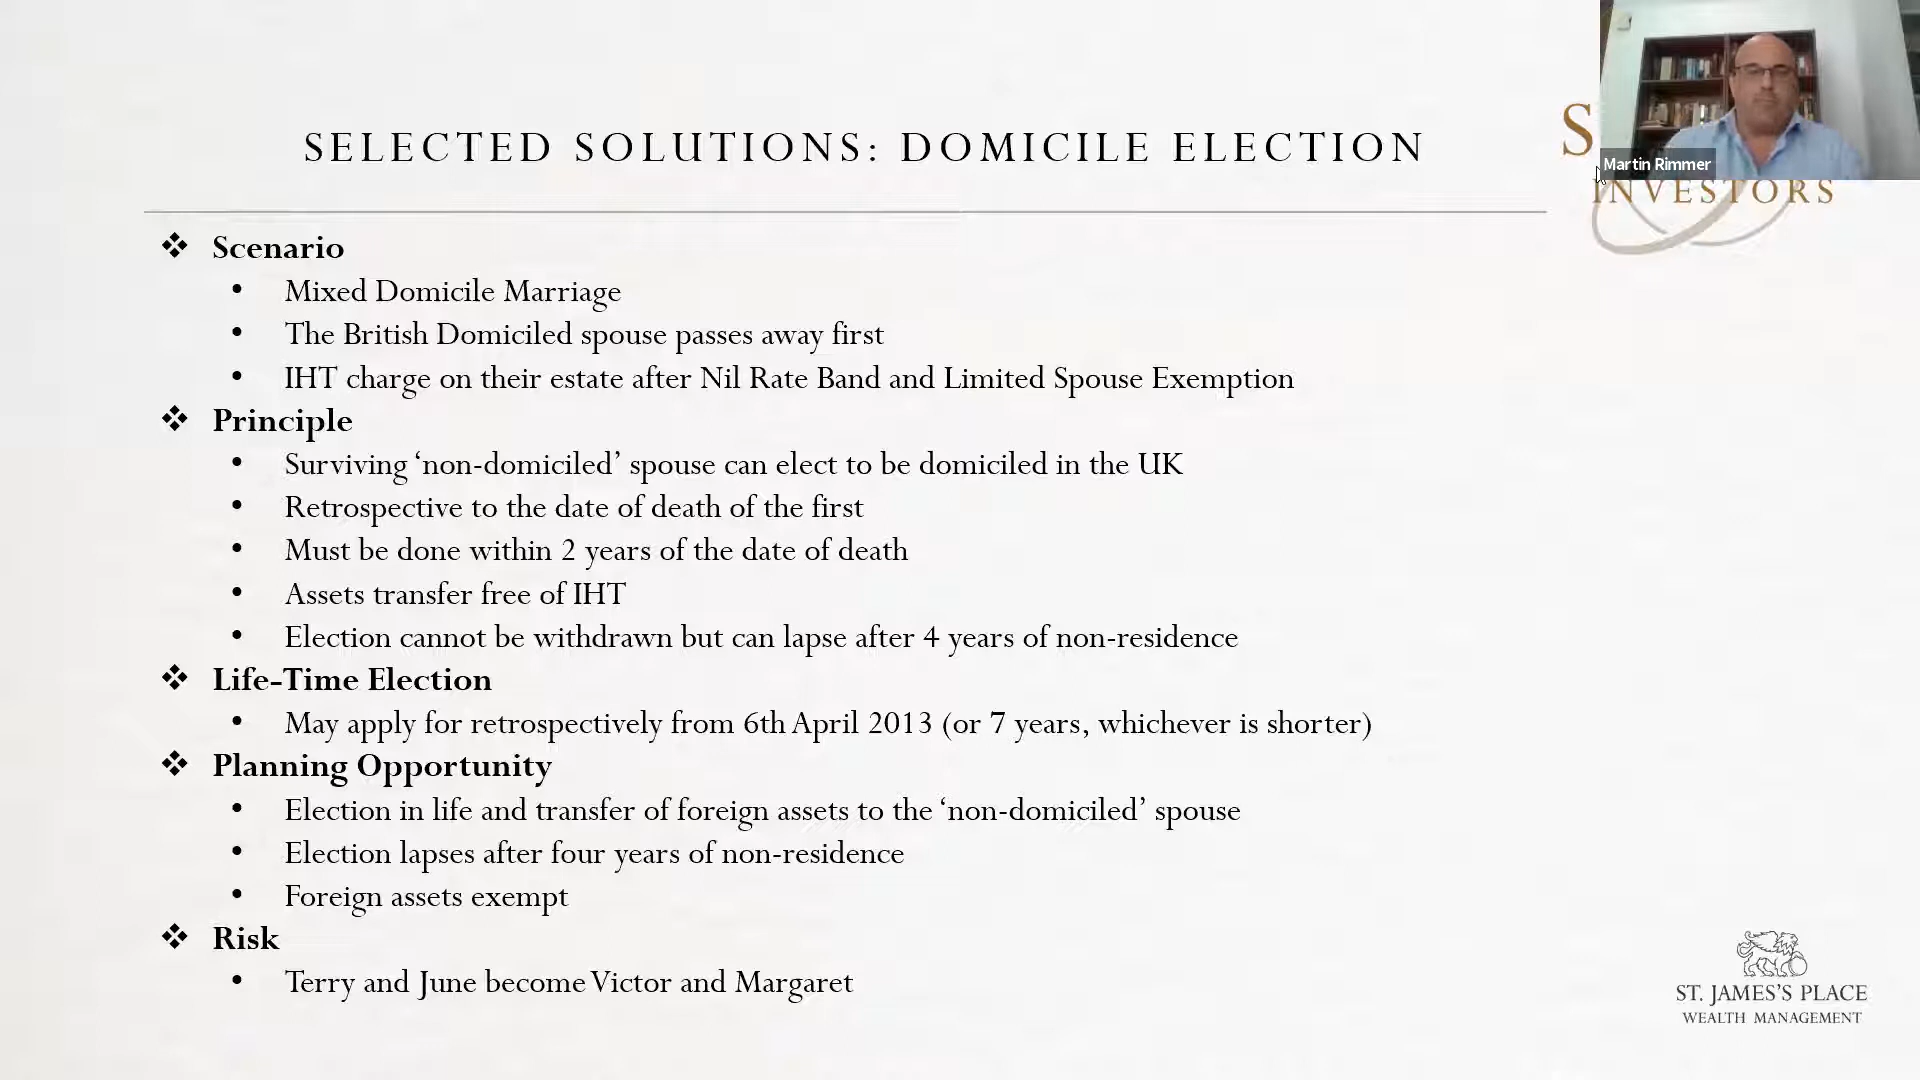 SELECTED SOLUTIONS: DOMICILE ELECTION
S
Martin Rimmer
INVESTORS
❖ Scenario
• Mixed Domicile Marriage
• The British Domiciled spouse passes away first
• IHT charge on their estate after Nil Rate Band and Limited Spouse Exemption
❖ Principle
• Surviving ‘non-domiciled’ spouse can elect to be domiciled in the UK
• Retrospective to the date of death of the first
• Must be done within 2 years of the date of death
• Assets transfer free of IHT
• Election cannot be withdrawn but can lapse after 4 years of non-residence
❖ Life-Time Election
• May apply for retrospectively from 6th April 2013 (or 7 years, whichever is shorter)
❖ Planning Opportunity
• Election in life and transfer of foreign assets to the ‘non-domiciled’ spouse
• Election lapses after four years of non-residence
• Foreign assets exempt
❖ Risk
• Terry and June become Victor and Margaret
ST. JAMES’S PLACE
WEALTH MANAGEMENT